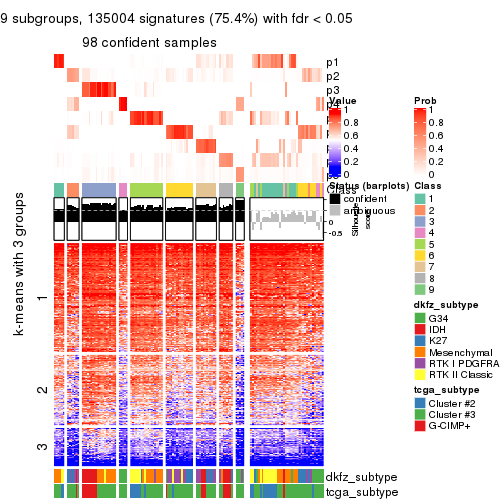 9 subgroups, 135004 signatures (75.4%) with fdr < 0.05
98 confident samples
p1
p2
p3
Value
1
0.8
0.6
0.4
0.2
0
Prob
1
0.8
0.6
0.4
0.2
0
Class
Status (barplots)
confident
ambiguous
Class
1
2
3
4
5
6
7
8
9
Silhouette
score
0
-0.5
k-means with 3 groups
1
2
3
dkfz_subtype
G34
IDH
K27
Mesenchymal
RTK I PDGFRA
RTK II Classic
tcga_subtype
Cluster #2
Cluster #3
G-CIMP+
dkfz_subtype
tcga_subtype